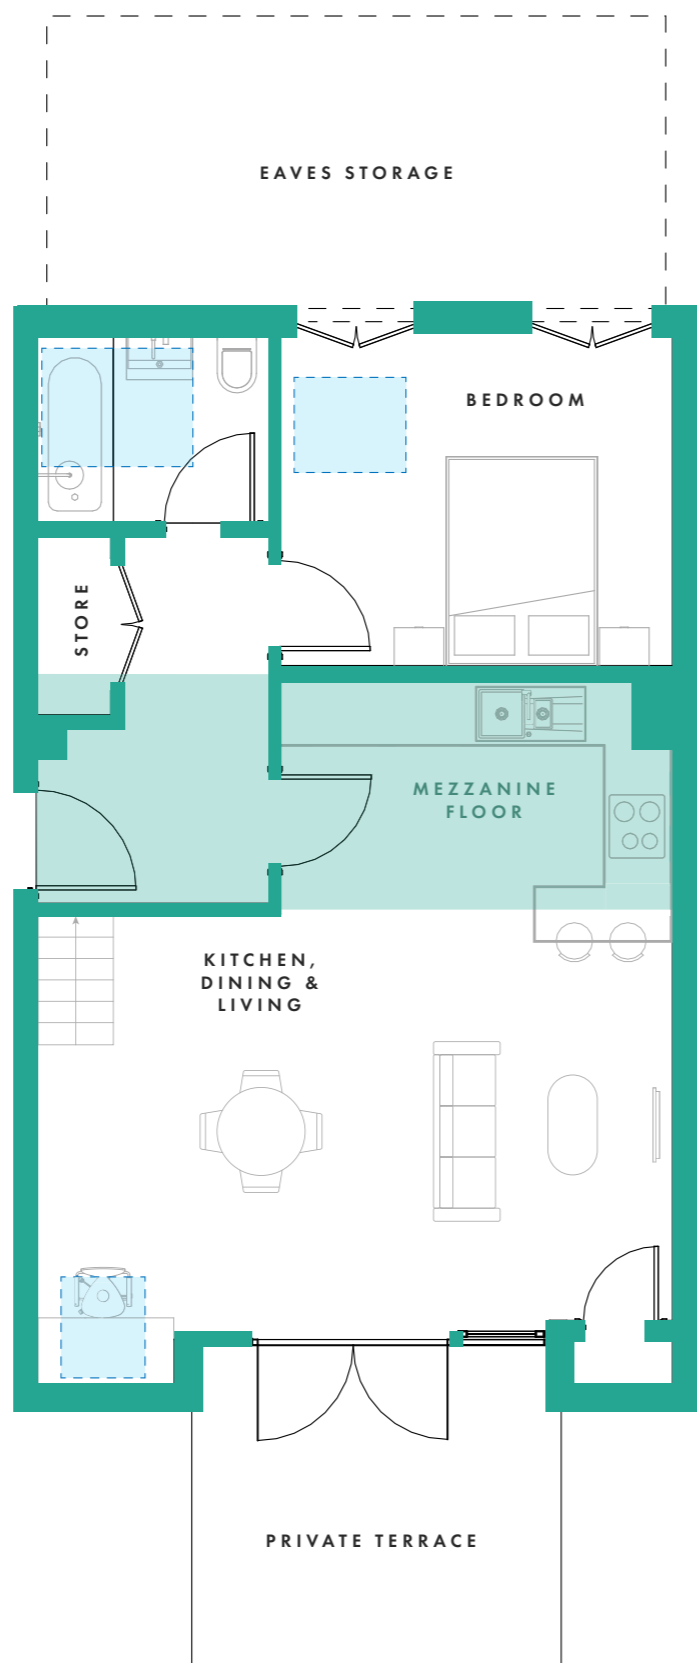 EAVES STORAGE
BEDROOM
STORE
MEZZANINE
FLOOR
KITCHEN,
DINING &
LIVING
PRIVATE TERRACE